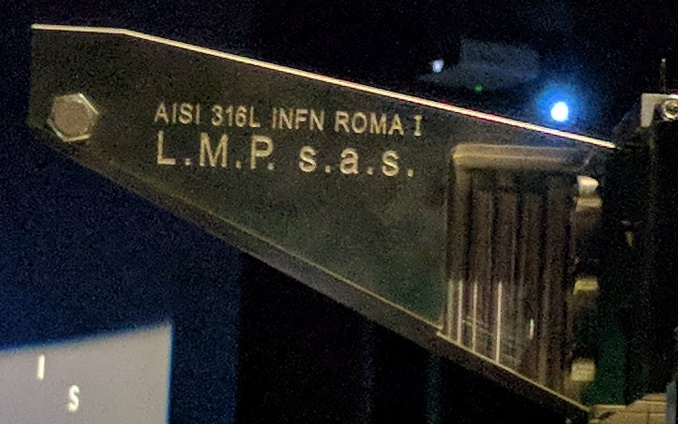 AISI 316L INFN ROMA I
L.M.P. s.a.s.
I
S